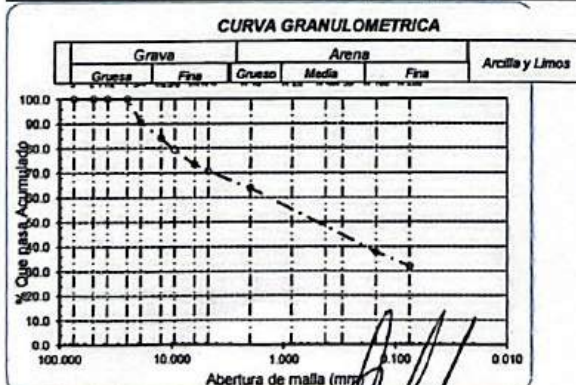 CURVA GRANULOMETRICA
Grava Arena Arcilla y Limos
Gruesa Fina Grueso Media Fina
100.0
90.0
80.0
70.0
60.0
50.0
40.0
30.0
20.0
10.0
0.0
% Que pasa Acumulado
100.000 10.000 1.000 0.100 0.010
Abertura de malla (mm)